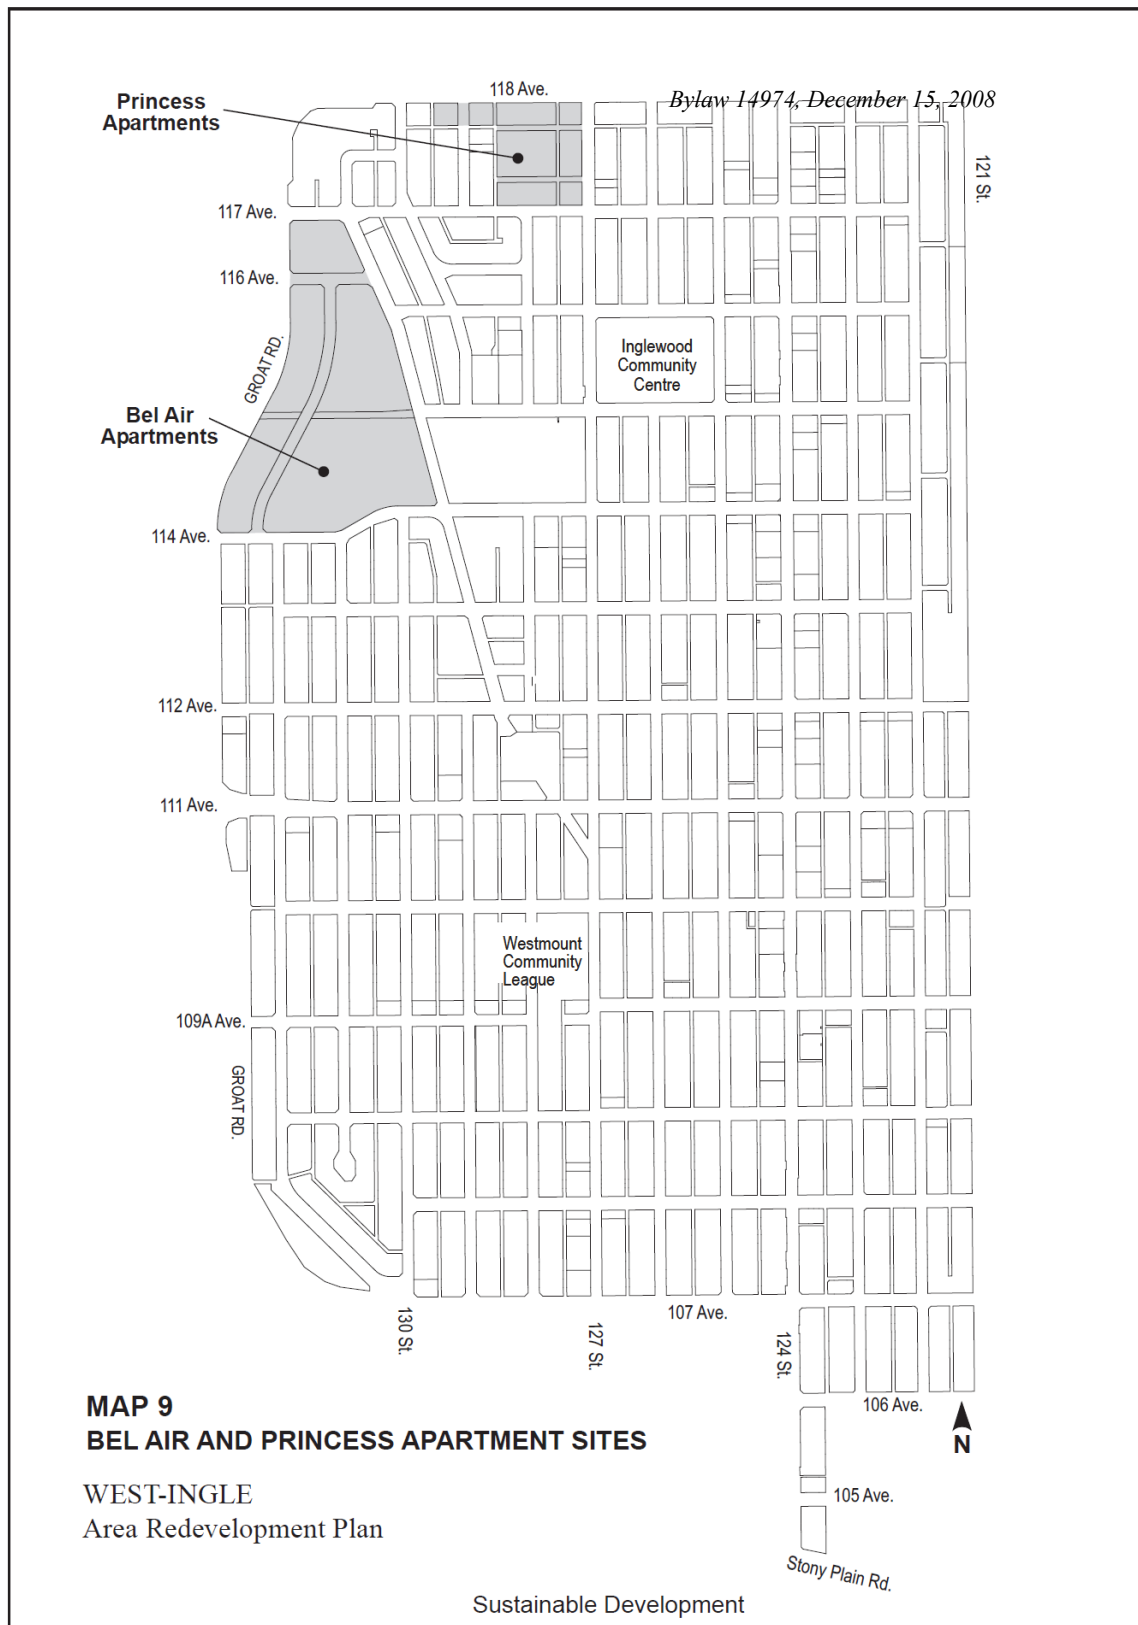 118 Ave.
Bylaw 14974, December 15, 2008
Princess
Apartments
121 St.
117 Ave.
116 Ave.
GROAT RD.
Inglewood
Community
Centre
Bel Air
Apartments
114 Ave.
112 Ave.
111 Ave.
Westmount
Community
League
109A Ave.
GROAT RD.
107 Ave.
130 St.
127 St.
124 St.
106 Ave.
N
MAP 9
BEL AIR AND PRINCESS APARTMENT SITES
WEST-INGLE
Area Redevelopment Plan
105 Ave.
Stony Plain Rd.
Sustainable Development